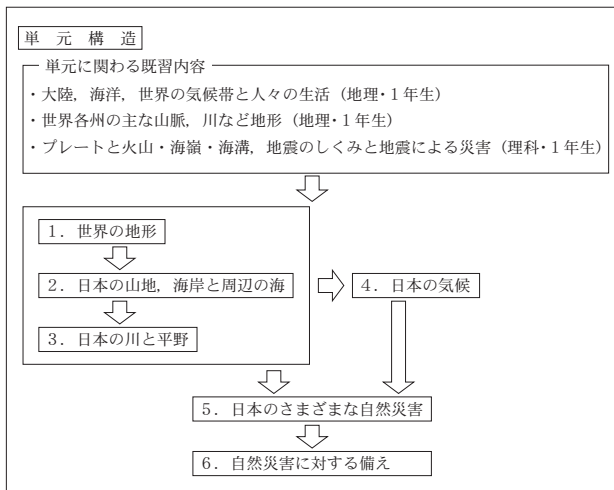 単 元 構 造
単元に関わる既習内容
・大陸，海洋，世界の気候帯と人々の生活（地理・１年生）
・世界各州の主な山脈，川など地形（地理・１年生）
・プレートと火山・海嶺・海溝，地震のしくみと地震による災害（理科・１年生）
１．世界の地形
２．日本の山地，海岸と周辺の海
３．日本の川と平野
４．日本の気候
５．日本のさまざまな自然災害
６．自然災害に対する備え